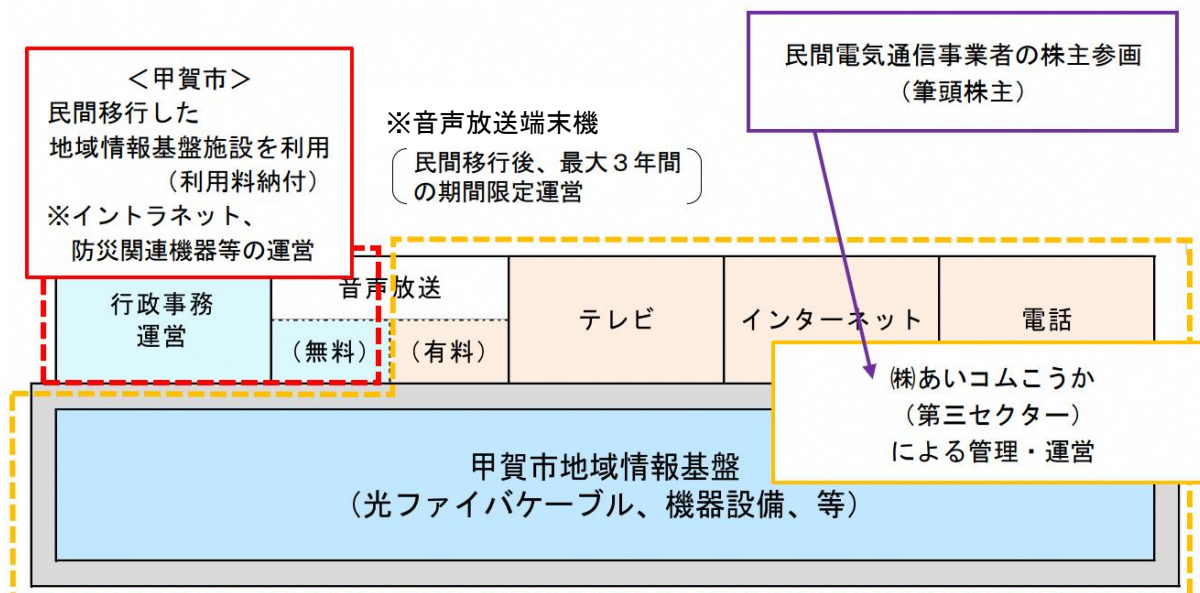 ＜甲賀市＞
民間移行した
地域情報基盤施設を利用
（利用料納付）
※イントラネット、
防災関連機器等の運営
※音声放送端末機
民間移行後、最大３年間
の期間限定運営
民間電気通信事業者の株主参画
（筆頭株主）
行政事務
運営
音声放送
（無料）
（有料）
テレビ
インターネット
電話
㈱あいコムこうか
（第三セクター）
による管理・運営
甲賀市地域情報基盤
（光ファイバケーブル、機器設備、等）